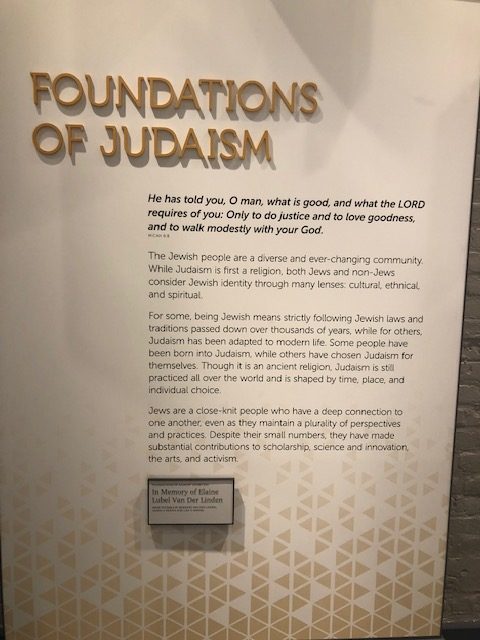 FOUNDATIONS
OF JUDAISM
He has told you, O man, what is good, and what the LORD
requires of you: Only to do justice and to love goodness,
and to walk modestly with your God.
MICAH 6:8
The Jewish people are a diverse and ever-changing community.
While Judaism is first a religion, both Jews and non-Jews
consider Jewish identity through many lenses: cultural, ethnical,
and spiritual.
For some, being Jewish means strictly following Jewish laws and
traditions passed down over thousands of years, while for others,
Judaism has been adapted to modern life. Some people have
been born into Judaism, while others have chosen Judaism for
themselves. Though it is an ancient religion, Judaism is still
practiced all over the world and is shaped by time, place, and
individual choice.
Jews are a close-knit people who have a deep connection to
one another, even as they maintain a plurality of perspectives
and practices. Despite their small numbers, they have made
substantial contributions to scholarship, science and innovation,
the arts, and activism.
In Memory of Elaine
Lisbel Van Der Linden